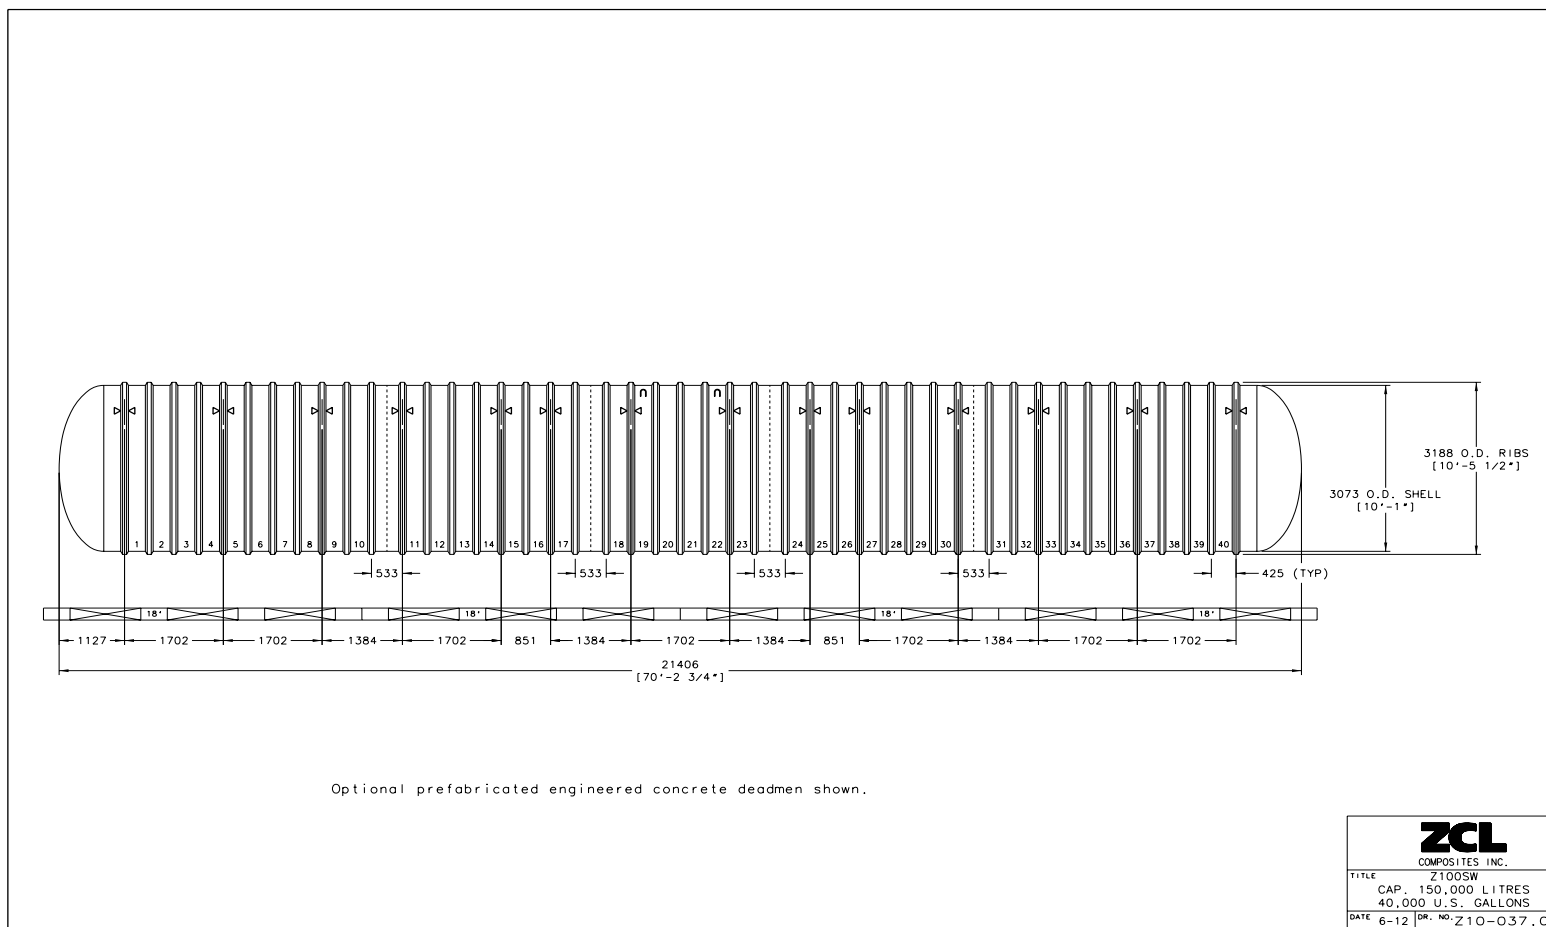 3188 O.D. RIBS
[10'-5 1/2"]
3073 O.D. SHELL
[10'-1"]
1 2 3 4 5 6 7 8 9 10 11 12 13 14 15 16 17 18 19 20 21 22 23 24 25 26 27 28 29 30 31 32 33 34 35 36 37 38 39 40
533 533 533 533 425 (TYP)
18' 18' 18' 18'
1127 1702 1702 1384 1702 851 1384 1702 1384 851 1702 1384 1702 1702
21406
[70'-2 3/4"]
Optional prefabricated engineered concrete deadmen shown.
ZCL
COMPOSITES INC.
TITLE Z100SW
CAP. 150,000 LITRES
40,000 U.S. GALLONS
DATE 6-12 DR. NO. Z10-037.0